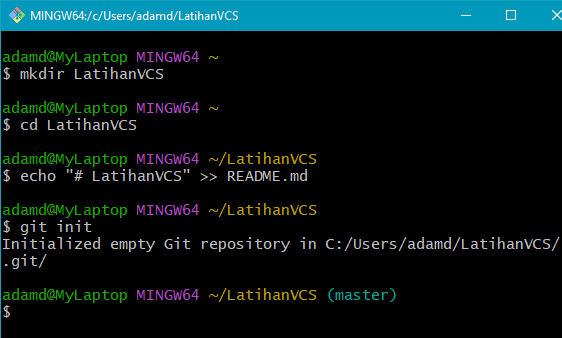 MINGW64:/c/Users/adamd/LatihanVCS
adamd@MyLaptop MINGW64 ~
$ mkdir LatihanVCS
adamd@MyLaptop MINGW64 ~
$ cd LatihanVCS
adamd@MyLaptop MINGW64 ~/LatihanVCS
$ echo "# LatihanVCS" >> README.md
adamd@MyLaptop MINGW64 ~/LatihanVCS
$ git init
Initialized empty Git repository in C:/Users/adamd/LatihanVCS/
.git/
adamd@MyLaptop MINGW64 ~/LatihanVCS (master)
$